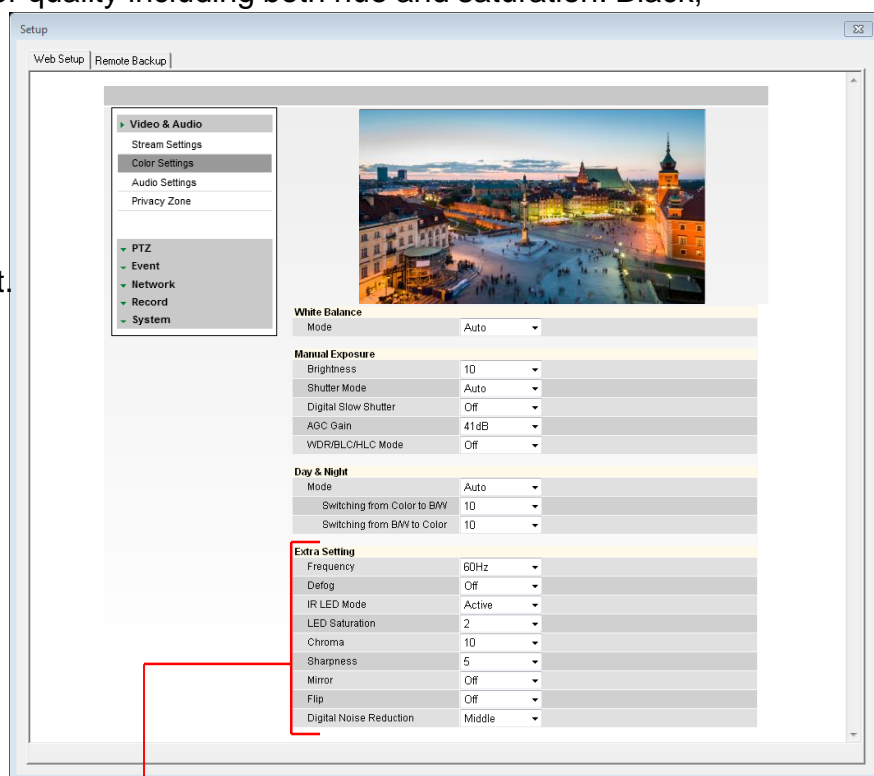 or quality including both hue and saturation. Black,
Setup
Web Setup Remote Backup
Video & Audio
Stream Settings
Color Settings
Audio Settings
Privacy Zone
PTZ
Event
t.
Network
Record
System
White Balance
Mode Auto
Manual Exposure
Brightness 10
Shutter Mode Auto
Digital Slow Shutter Off
AGC Gain 41dB
WDR/BLC/HLC Mode Off
Day & Night
Mode Auto
Switching from Color to B/W 10
Switching from B/W to Color 10
Extra Setting
Frequency 60Hz
Defog Off
IR LED Mode Active
LED Saturation 2
Chroma 10
Sharpness 5
Mirror Off
Flip Off
Digital Noise Reduction Middle